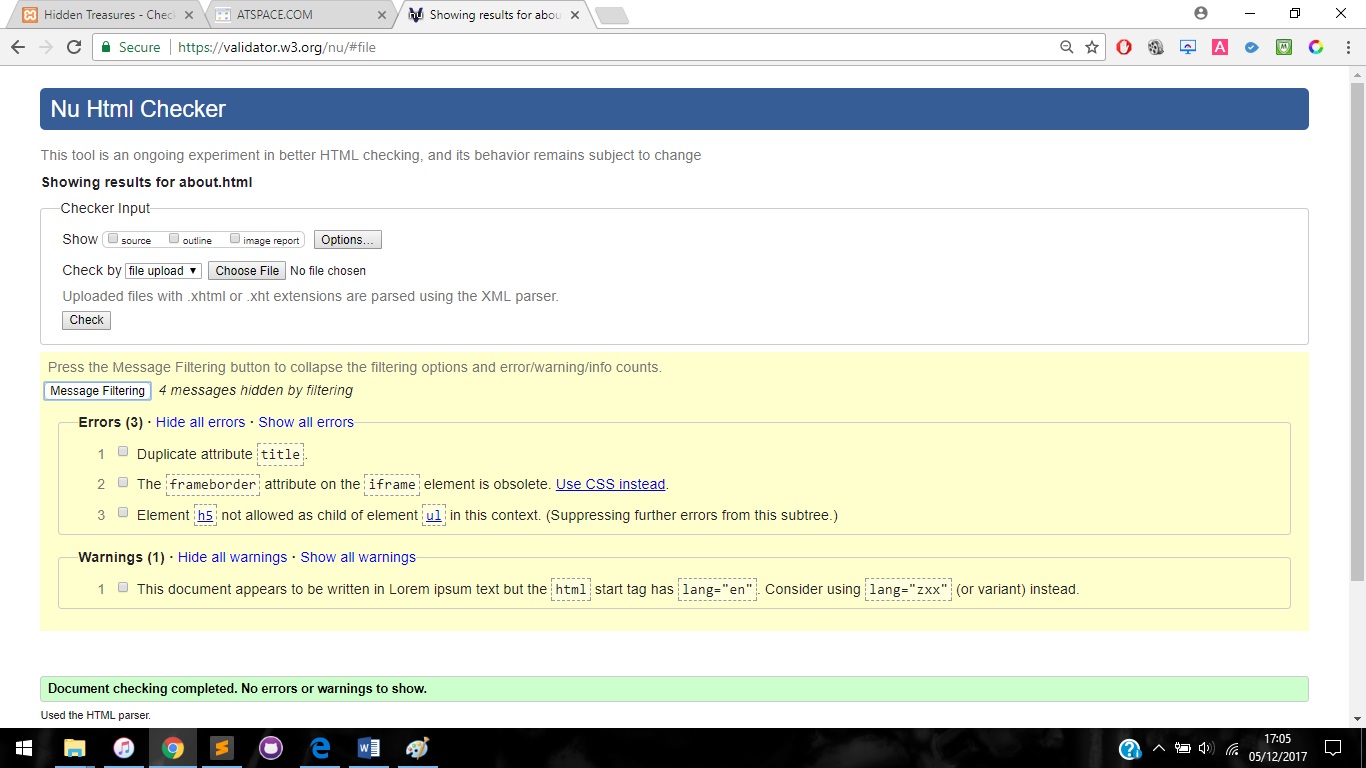 Hidden Treasures - Chec
ATSPACE.COM
Showing results for abou
Secure https://validator.w3.org/nu/#file
Nu Html Checker
This tool is an ongoing experiment in better HTML checking, and its behavior remains subject to change
Showing results for about.html
Checker Input
Show source outline image report Options...
Check by file upload Choose File No file chosen
Uploaded files with .xhtml or .xht extensions are parsed using the XML parser.
Check
Press the Message Filtering button to collapse the filtering options and error/warning/info counts.
Message Filtering 4 messages hidden by filtering
Errors (3) · Hide all errors · Show all errors
1 Duplicate attribute title.
2 The frameborder attribute on the iframe element is obsolete. Use CSS instead.
3 Element h5 not allowed as child of element ul in this context. (Suppressing further errors from this subtree.)
Warnings (1) · Hide all warnings · Show all warnings
1 This document appears to be written in Lorem ipsum text but the html start tag has lang="en". Consider using lang="zxx" (or variant) instead.
Document checking completed. No errors or warnings to show.
Used the HTML parser.
17:05
05/12/2017